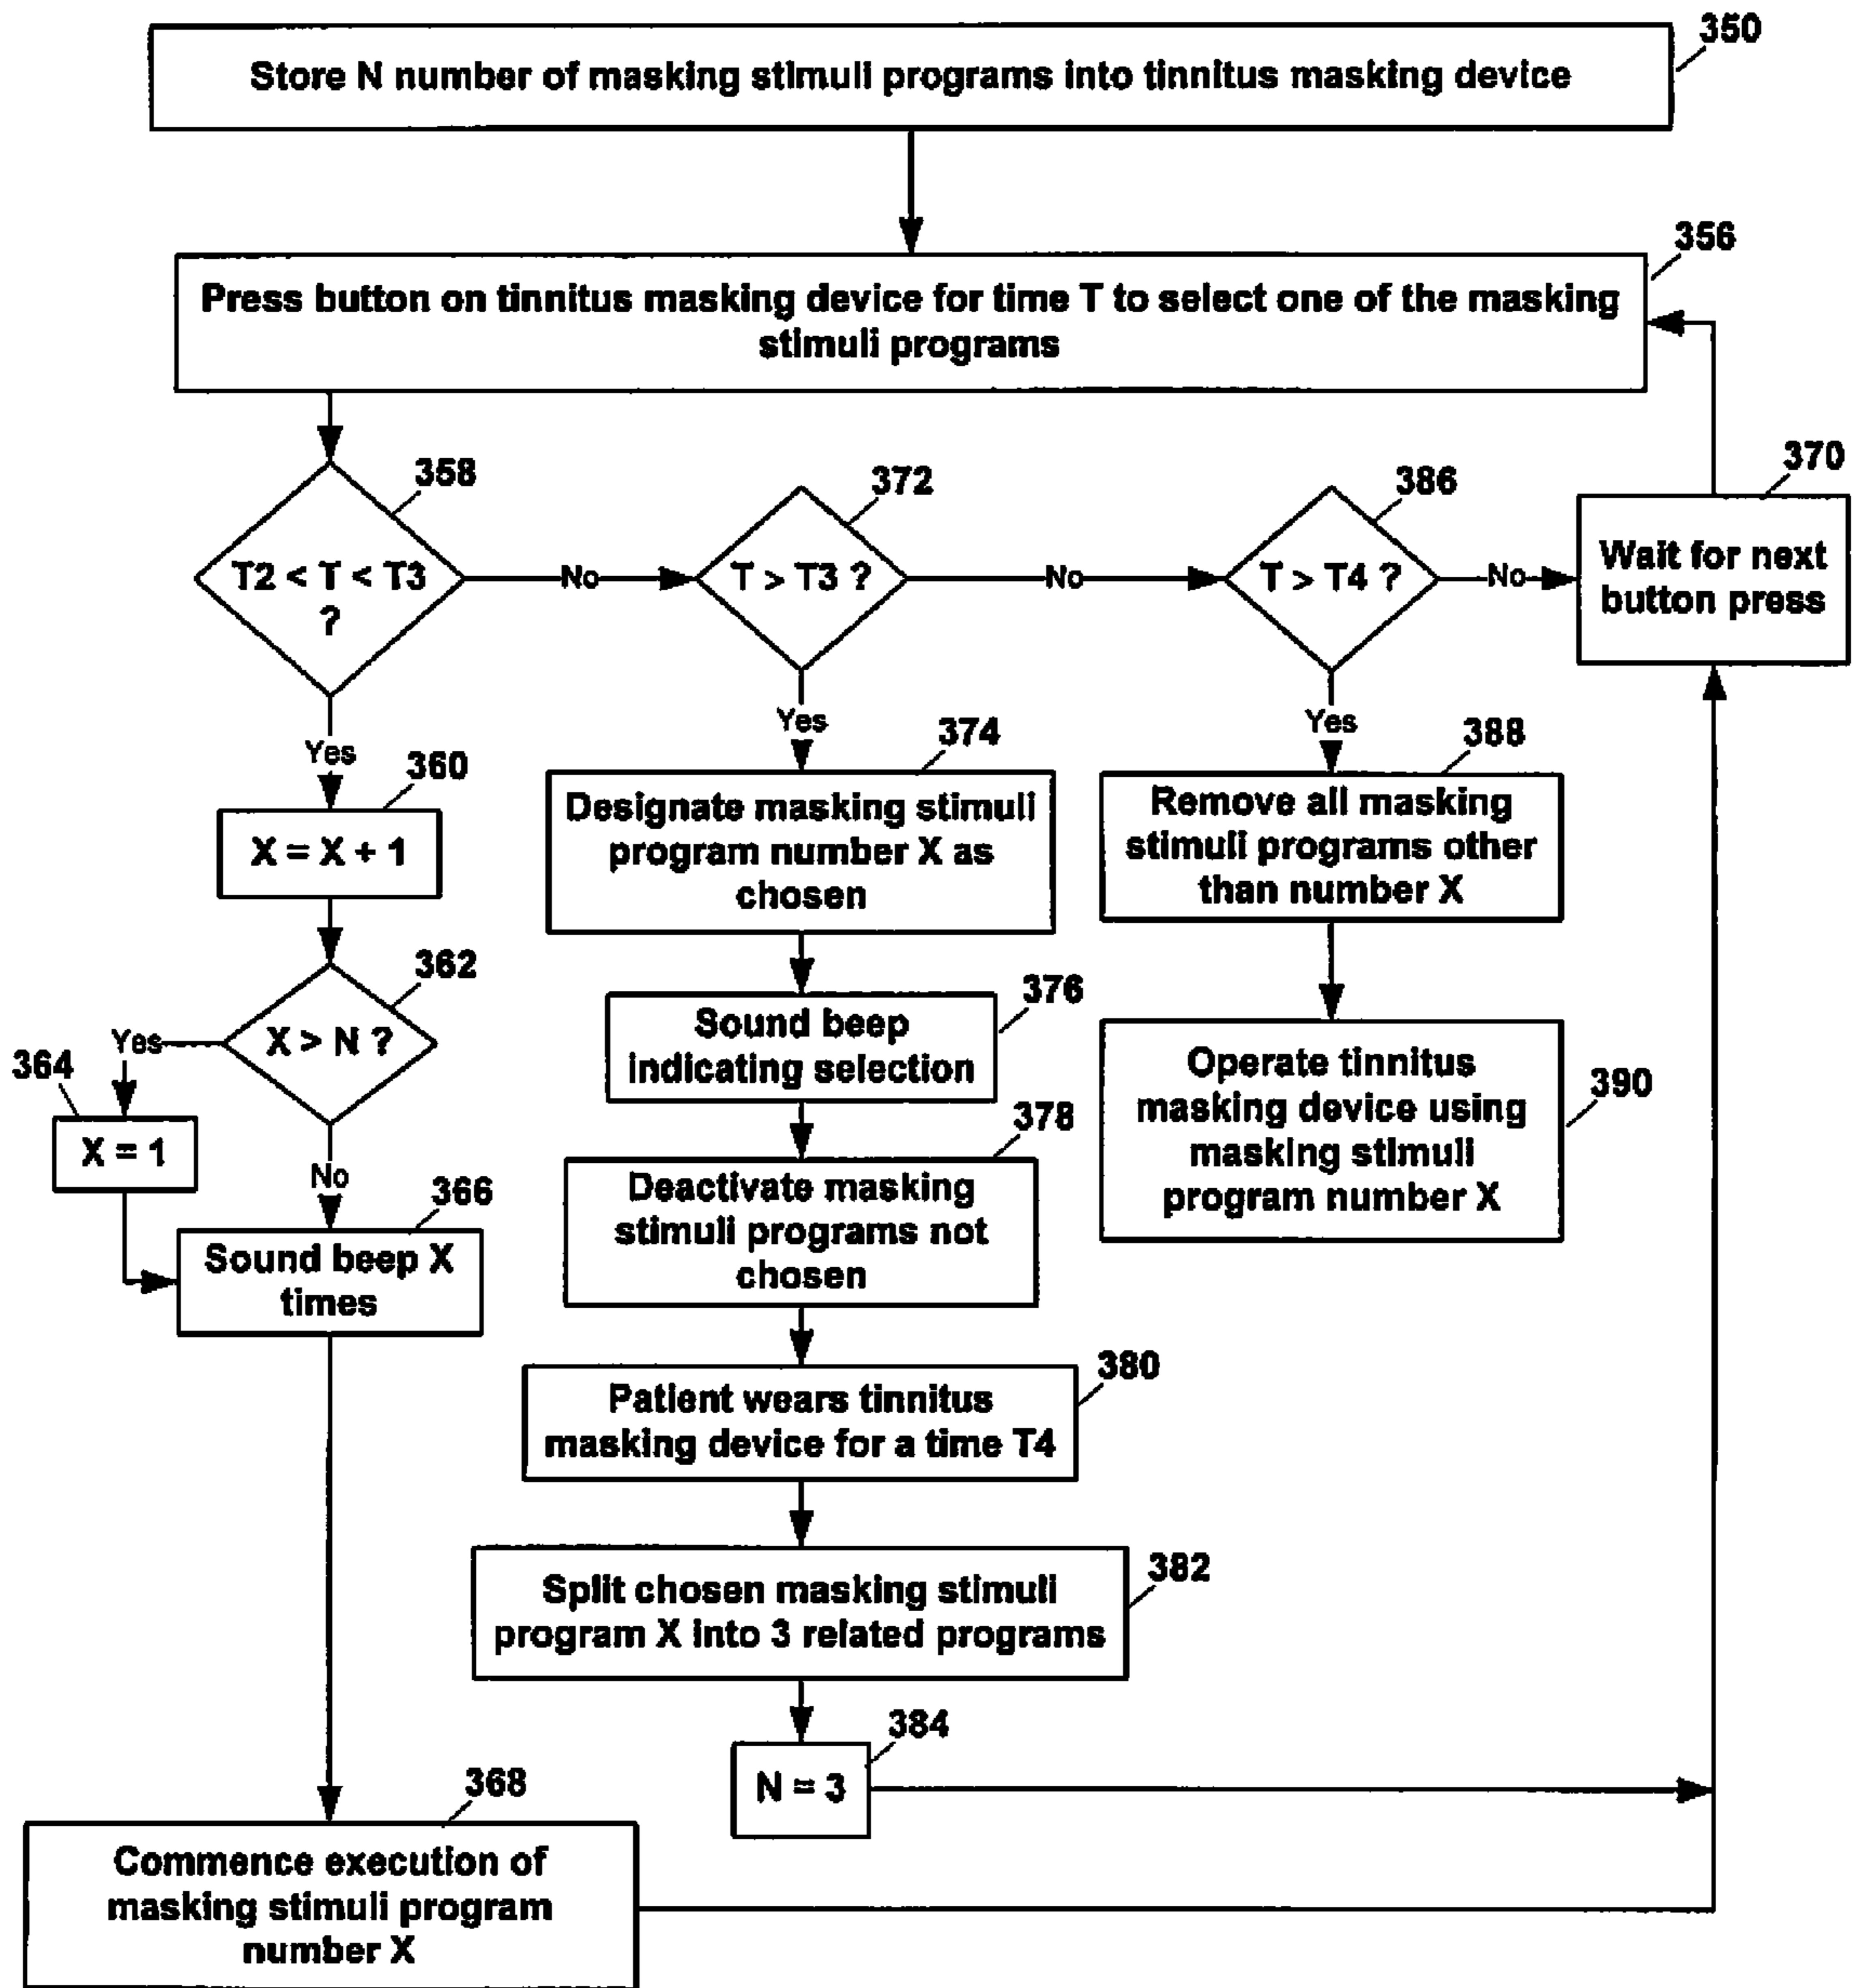 350
Store N number of masking stimuli programs into tinnitus masking device
356
Press button on tinnitus masking device for time T to select one of the masking
stimuli programs
358
T2 < T < T3
?
No
372
T > T3 ?
No
386
T > T4 ?
No
370
Wait for next
button press
Yes
360
X = X + 1
362
X > N ?
Yes
364
X = 1
No
366
Sound beep X
times
368
Commence execution of
masking stimuli program
number X
Yes
374
Designate masking stimuli
program number X as
chosen
376
Sound beep
indicating selection
378
Deactivate masking
stimuli programs not
chosen
380
Patient wears tinnitus
masking device for a time T4
382
Split chosen masking stimuli
program X into 3 related programs
384
N = 3
Yes
388
Remove all masking
stimuli programs other
than number X
390
Operate tinnitus
masking device using
masking stimuli
program number X